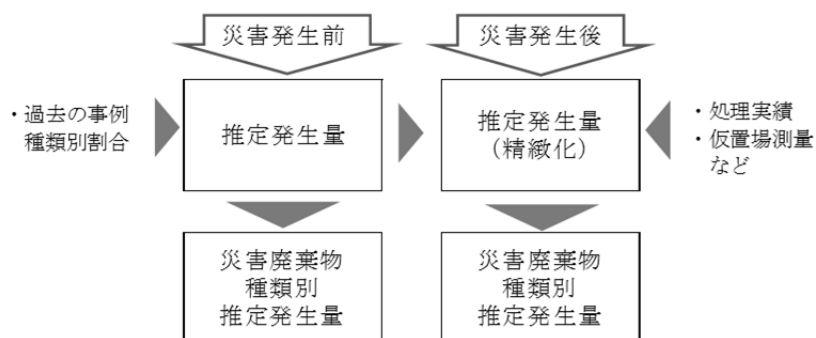 災害発生前
災害発生後
・過去の事例
種類別割合
推定発生量
推定発生量
（精緻化）
・処理実績
・仮置場測量
など
災害廃棄物
種類別
推定発生量
災害廃棄物
種類別
推定発生量